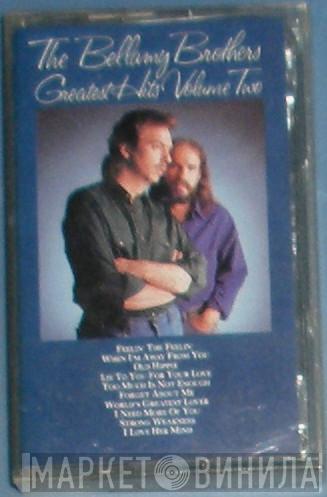 The Bellamy Brothers
Greatest Hits Volume Two
FEELIN' THE FEELIN'
WHEN I'M AWAY FROM YOU
OLD HIPPIE
LIE TO YOU FOR YOUR LOVE
TOO MUCH IS NOT ENOUGH
FORGET ABOUT ME
WORLD'S GREATEST LOVER
I NEED MORE OF YOU
STRONG WEAKNESS
I LOVE HER MIND
МАРКЕТ ВИНИЛА